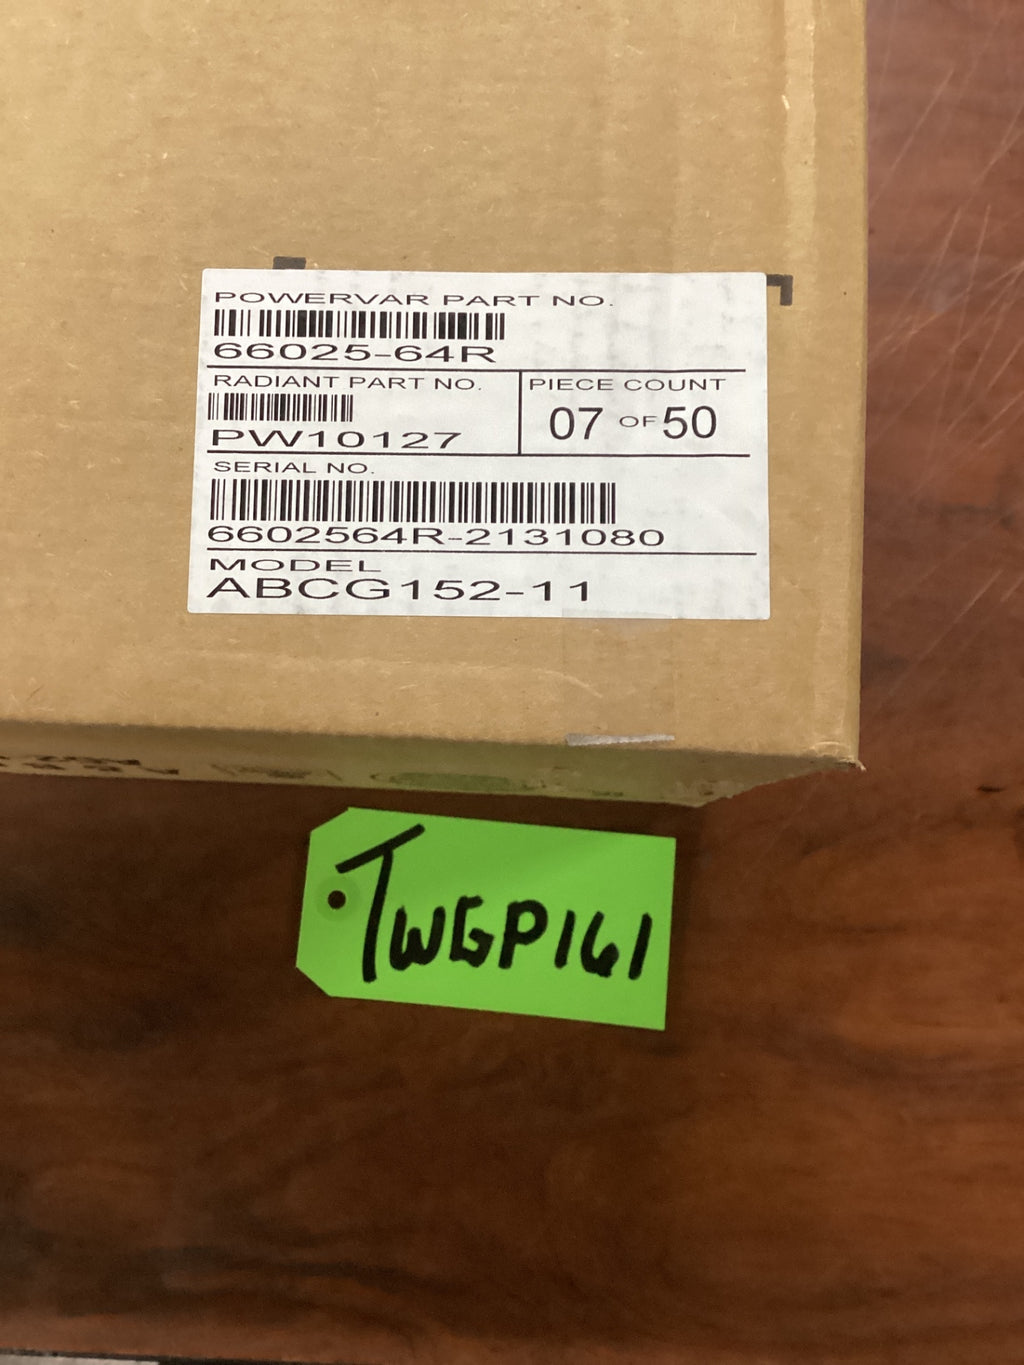 POWERVAR PART NO.
66025-64R
RADIANT PART NO.
PW10127
PIECE COUNT
07 OF 50
SERIAL NO.
6602564R-2131080
MODEL
ABCG152-11
TWGP161